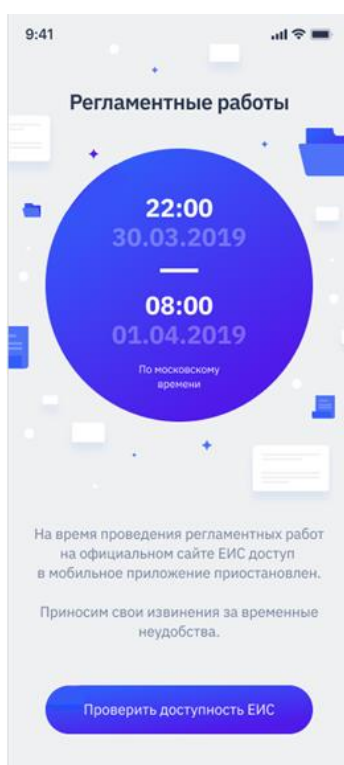 9:41
Регламентные работы
22:00
30.03.2019
08:00
01.04.2019
По московскому
времени
На время проведения регламентных работ
на официальном сайте ЕИС доступ
в мобильное приложение приостановлен.
Приносим свои извинения за временные
неудобства.
Проверить доступность ЕИС